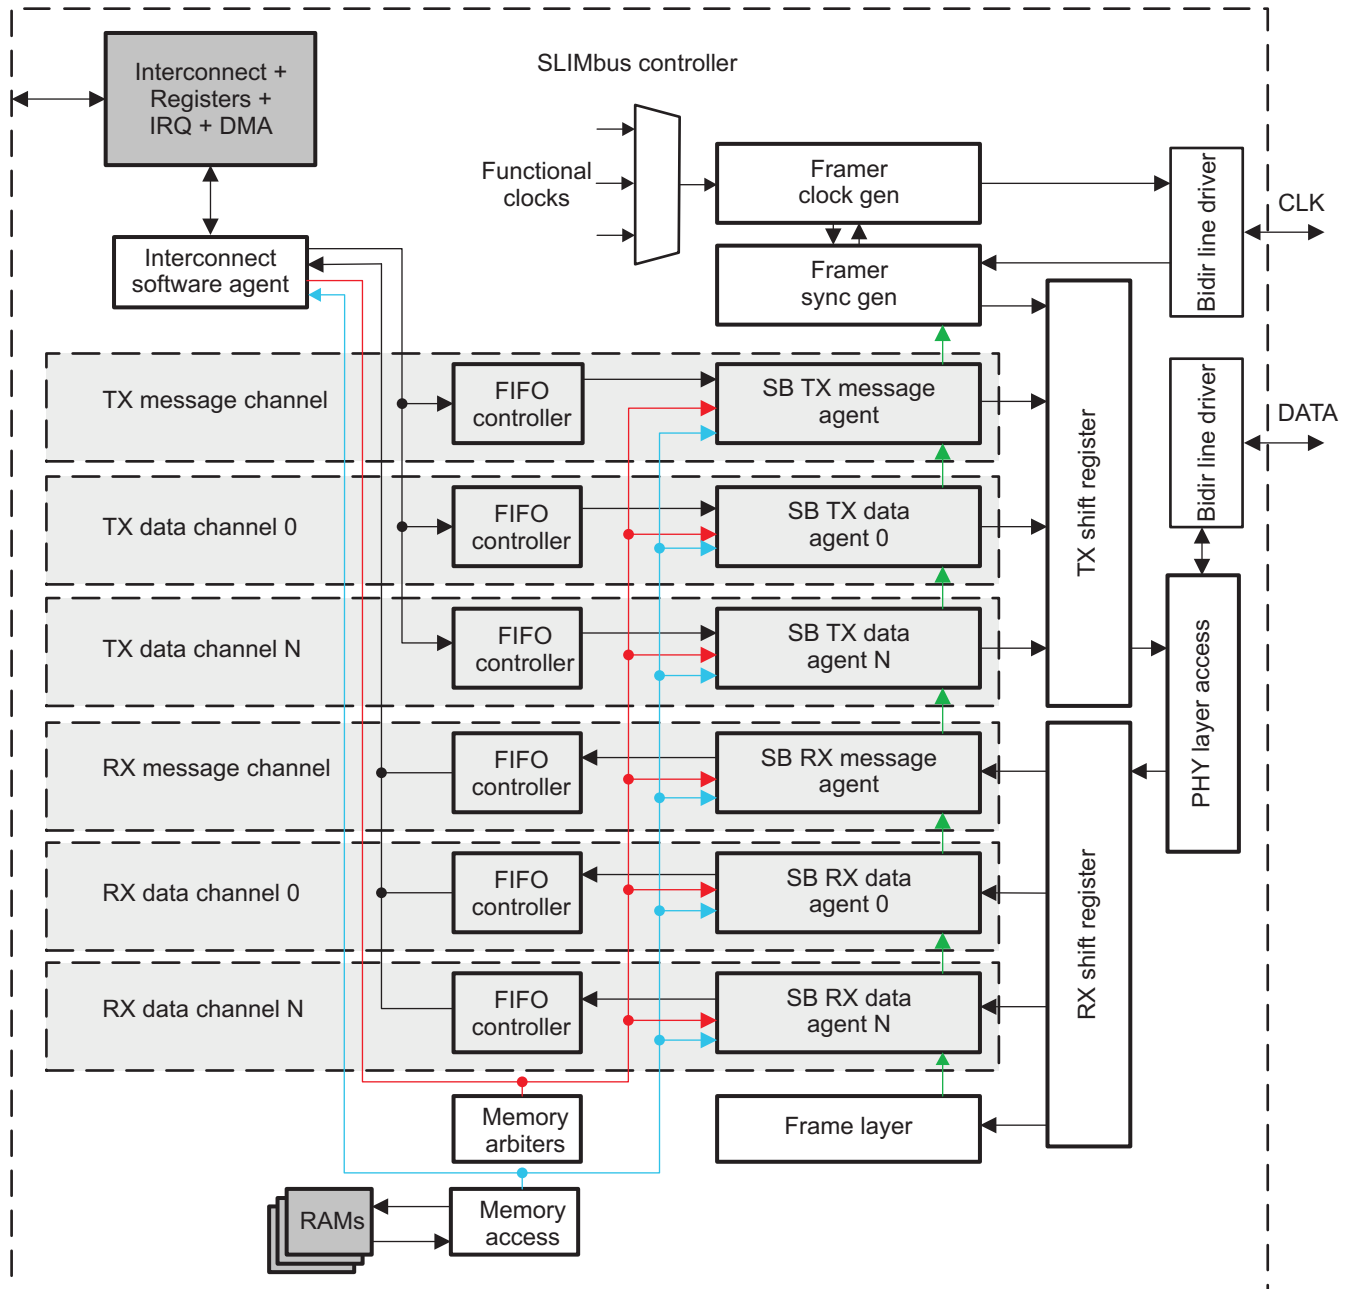 Interconnect +
Registers +
IRQ + DMA
SLIMbus controller
Functional
clocks
Framer
clock gen
Bidir line driver
CLK
Interconnect
software agent
Framer
sync gen
TX message channel
FIFO
controller
SB TX message
agent
TX shift register
Bidir line driver
DATA
TX data channel 0
FIFO
controller
SB TX data
agent 0
TX data channel N
FIFO
controller
SB TX data
agent N
PHY layer access
RX message channel
FIFO
controller
SB RX message
agent
RX shift register
RX data channel 0
FIFO
controller
SB RX data
agent 0
RX data channel N
FIFO
controller
SB RX data
agent N
Memory
arbiters
Frame layer
RAMs
Memory
access